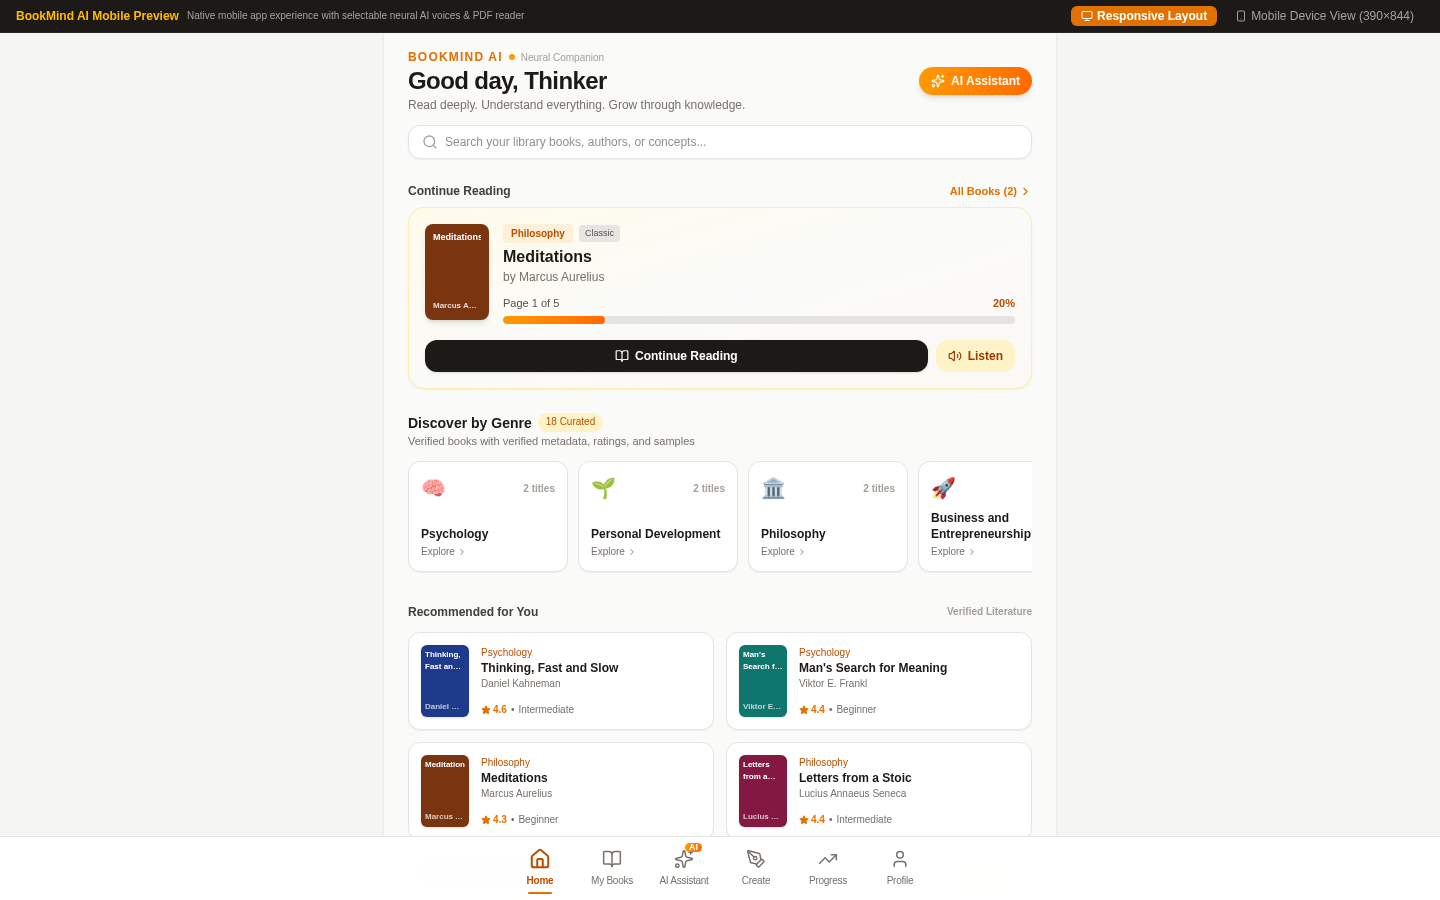 BookMind AI Mobile Preview Native mobile app experience with selectable neural AI voices & PDF reader Responsive Layout Mobile Device View (390×844)
BOOKMIND AI Neural Companion
Good day, Thinker
AI Assistant
Read deeply. Understand everything. Grow through knowledge.
Search your library books, authors, or concepts...
Continue Reading All Books (2)
Meditations
Marcus A...
Philosophy Classic
Meditations
by Marcus Aurelius
Page 1 of 5 20%
Continue Reading Listen
Discover by Genre 18 Curated
Verified books with verified metadata, ratings, and samples
2 titles
Psychology
Explore
2 titles
Personal Development
Explore
2 titles
Philosophy
Explore
Business and
Entrepreneurship
Explore
Recommended for You Verified Literature
Thinking,
Fast an...
Daniel ...
Psychology
Thinking, Fast and Slow
Daniel Kahneman
4.6 • Intermediate
Man's
Search f...
Viktor E...
Psychology
Man's Search for Meaning
Viktor E. Frankl
4.4 • Beginner
Meditation
Marcus ...
Philosophy
Meditations
Marcus Aurelius
4.3 • Beginner
Letters
from a...
Lucius ...
Philosophy
Letters from a Stoic
Lucius Annaeus Seneca
4.4 • Intermediate
AI
Home My Books AI Assistant Create Progress Profile